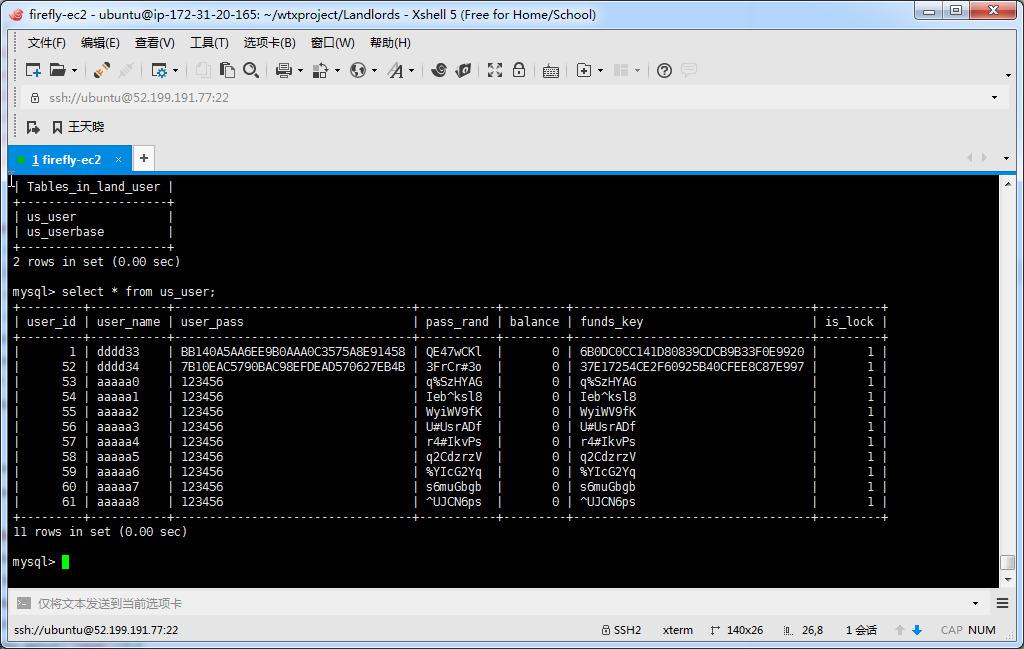 firefly-ec2 - ubuntu@ip-172-31-20-165: ~/wtxproject/Landlords - Xshell 5 (Free for Home/School)
文件(F) 编辑(E) 查看(V) 工具(T) 选项卡(B) 窗口(W) 帮助(H)
ssh://ubuntu@52.199.191.77:22
王天晓
1 firefly-ec2 × +
| Tables_in_land_user |
+---------------------+
| us_user             |
| us_userbase         |
+---------------------+
2 rows in set (0.00 sec)
mysql> select * from us_user;
+---------+-----------+----------------------------------+-----------+---------+----------------------------------+---------+
| user_id | user_name | user_pass                        | pass_rand | balance | funds_key                        | is_lock |
+---------+-----------+----------------------------------+-----------+---------+----------------------------------+---------+
|       1 | dddd33    | BB140A5AA6EE9B0AAA0C3575A8E91458 | QE47wCKl  |       0 | 6B0DC0CC141D80839CDCB9B33F0E9920 |       1 |
|      52 | dddd34    | 7B10EAC5790BAC98EFDEAD570627EB4B | 3FrCr#3o  |       0 | 37E17254CE2F60925B40CFEE8C87E997 |       1 |
|      53 | aaaaa0    | 123456                           | q%SzHYAG  |       0 | q%SzHYAG                         |       1 |
|      54 | aaaaa1    | 123456                           | Ieb^ksl8  |       0 | Ieb^ksl8                         |       1 |
|      55 | aaaaa2    | 123456                           | WyiWV9fK  |       0 | WyiWV9fK                         |       1 |
|      56 | aaaaa3    | 123456                           | U#UsrADf  |       0 | U#UsrADf                         |       1 |
|      57 | aaaaa4    | 123456                           | r4#IkvPs  |       0 | r4#IkvPs                         |       1 |
|      58 | aaaaa5    | 123456                           | q2CdzrzV  |       0 | q2CdzrzV                         |       1 |
|      59 | aaaaa6    | 123456                           | %YIcG2Yq  |       0 | %YIcG2Yq                         |       1 |
|      60 | aaaaa7    | 123456                           | s6muGbgb  |       0 | s6muGbgb                         |       1 |
|      61 | aaaaa8    | 123456                           | ^UJCN6ps  |       0 | ^UJCN6ps                         |       1 |
+---------+-----------+----------------------------------+-----------+---------+----------------------------------+---------+
11 rows in set (0.00 sec)
mysql>
仅将文本发送到当前选项卡
ssh://ubuntu@52.199.191.77:22 SSH2 xterm 140x26 26,8 1 会话 CAP NUM